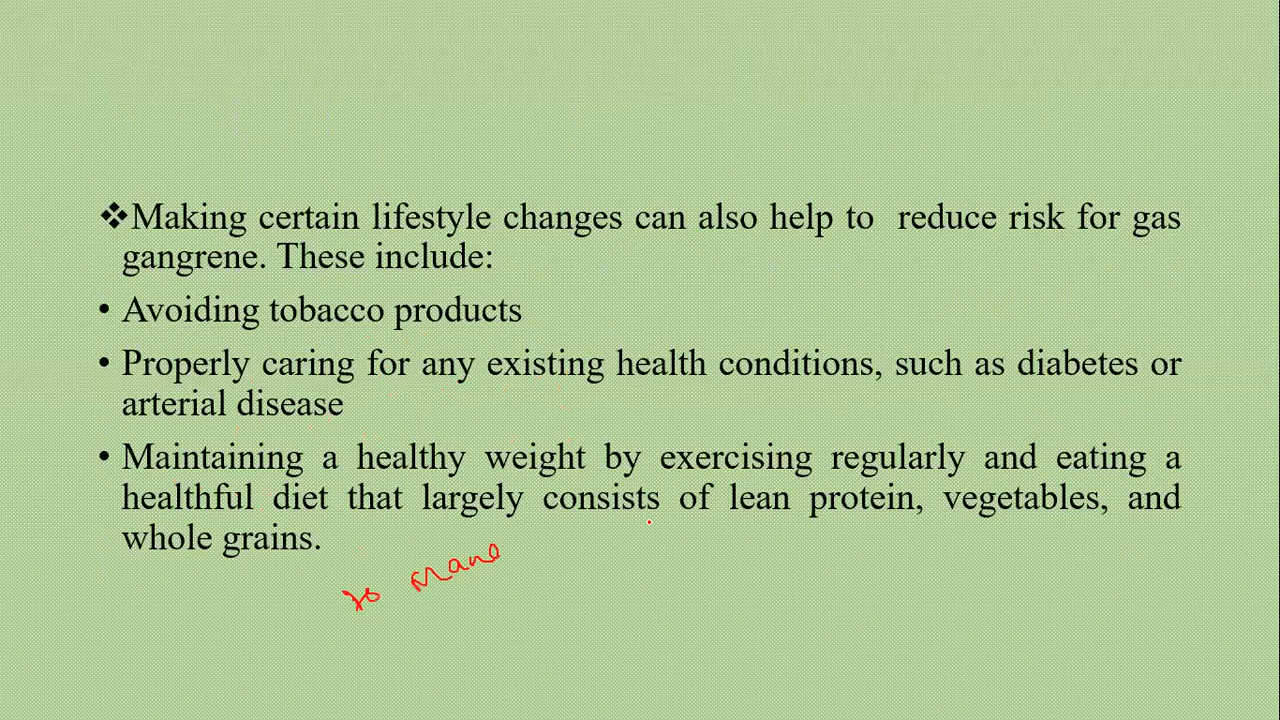 ❖Making certain lifestyle changes can also help to reduce risk for gas
gangrene. These include:
• Avoiding tobacco products
• Properly caring for any existing health conditions, such as diabetes or
arterial disease
• Maintaining a healthy weight by exercising regularly and eating a
healthful diet that largely consists of lean protein, vegetables, and
whole grains.